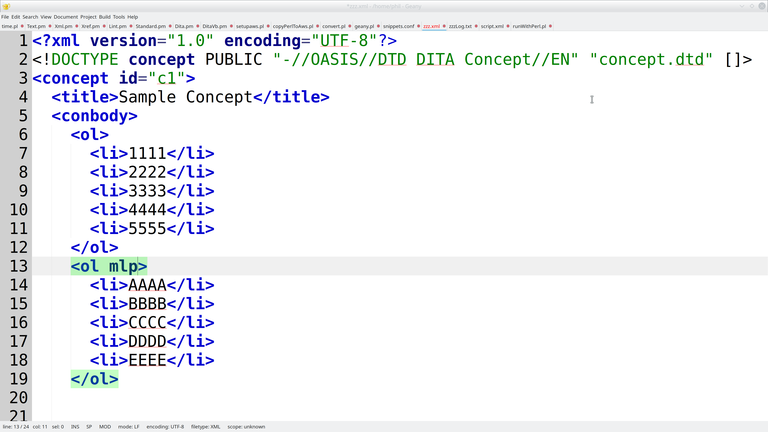 File Edit Search View Document Project Build Tools Help
time.pl Text.pm Xml.pm Xref.pm Lint.pm Standard.pm Dita.pm DitaVb.pm setupaws.pl copyPerlToAws.pl convert.pl geany.pl snippets.conf zzz.xml zzzLog.txt script.xml runWithPerl.pl
1 <?xml version="1.0" encoding="UTF-8"?>
2 <!DOCTYPE concept PUBLIC "-//OASIS//DTD DITA Concept//EN" "concept.dtd" []>
3 <concept id="c1">
4 <title>Sample Concept</title>
5 <conbody>
6 <ol>
7 <li>1111</li>
8 <li>2222</li>
9 <li>3333</li>
10 <li>4444</li>
11 <li>5555</li>
12 </ol>
13 <ol mlp>
14 <li>AAAA</li>
15 <li>BBBB</li>
16 <li>CCCC</li>
17 <li>DDDD</li>
18 <li>EEEE</li>
19 </ol>
20
21
line: 13 / 24 col: 11 sel: 0 INS SP MOD mode: LF encoding: UTF-8 filetype: XML scope: unknown